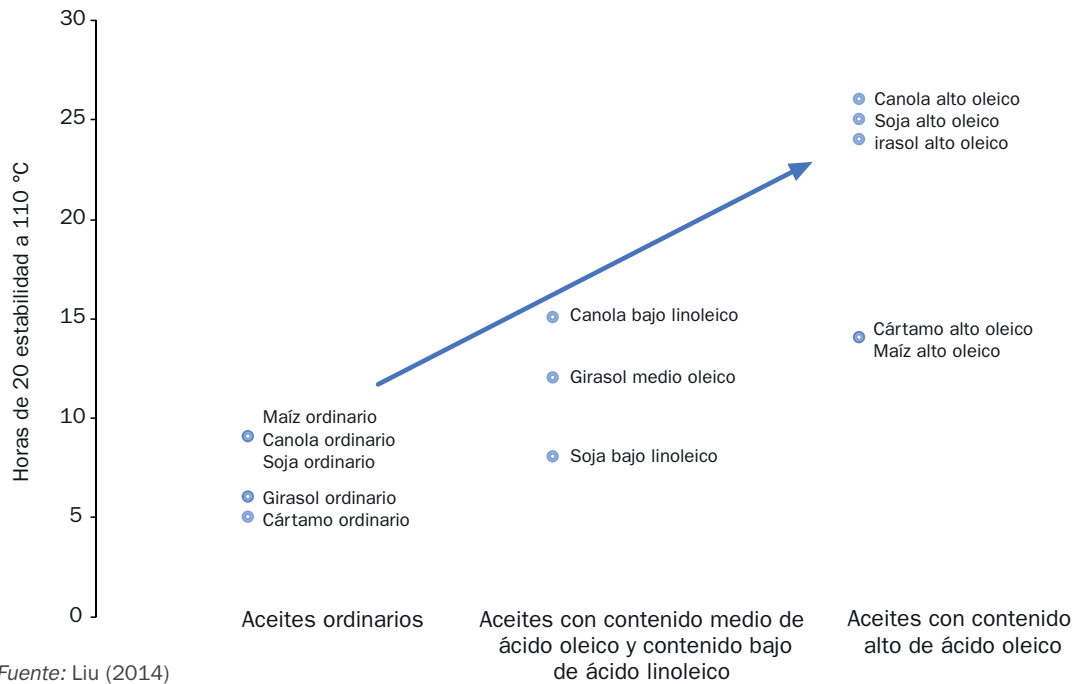 30
25
20
15
10
5
0
Horas de 20 estabilidad a 110 ºC
Canola alto oleico
Soja alto oleico
irasol alto oleico
Canola bajo linoleico
Girasol medio oleico
Soja bajo linoleico
Cártamo alto oleico
Maíz alto oleico
Maíz ordinario
Canola ordinario
Soja ordinario
Girasol ordinario
Cártamo ordinario
Aceites ordinarios
Aceites con contenido medio de
ácido oleico y contenido bajo
de ácido linoleico
Aceites con contenido
alto de ácido oleico
Fuente: Liu (2014)